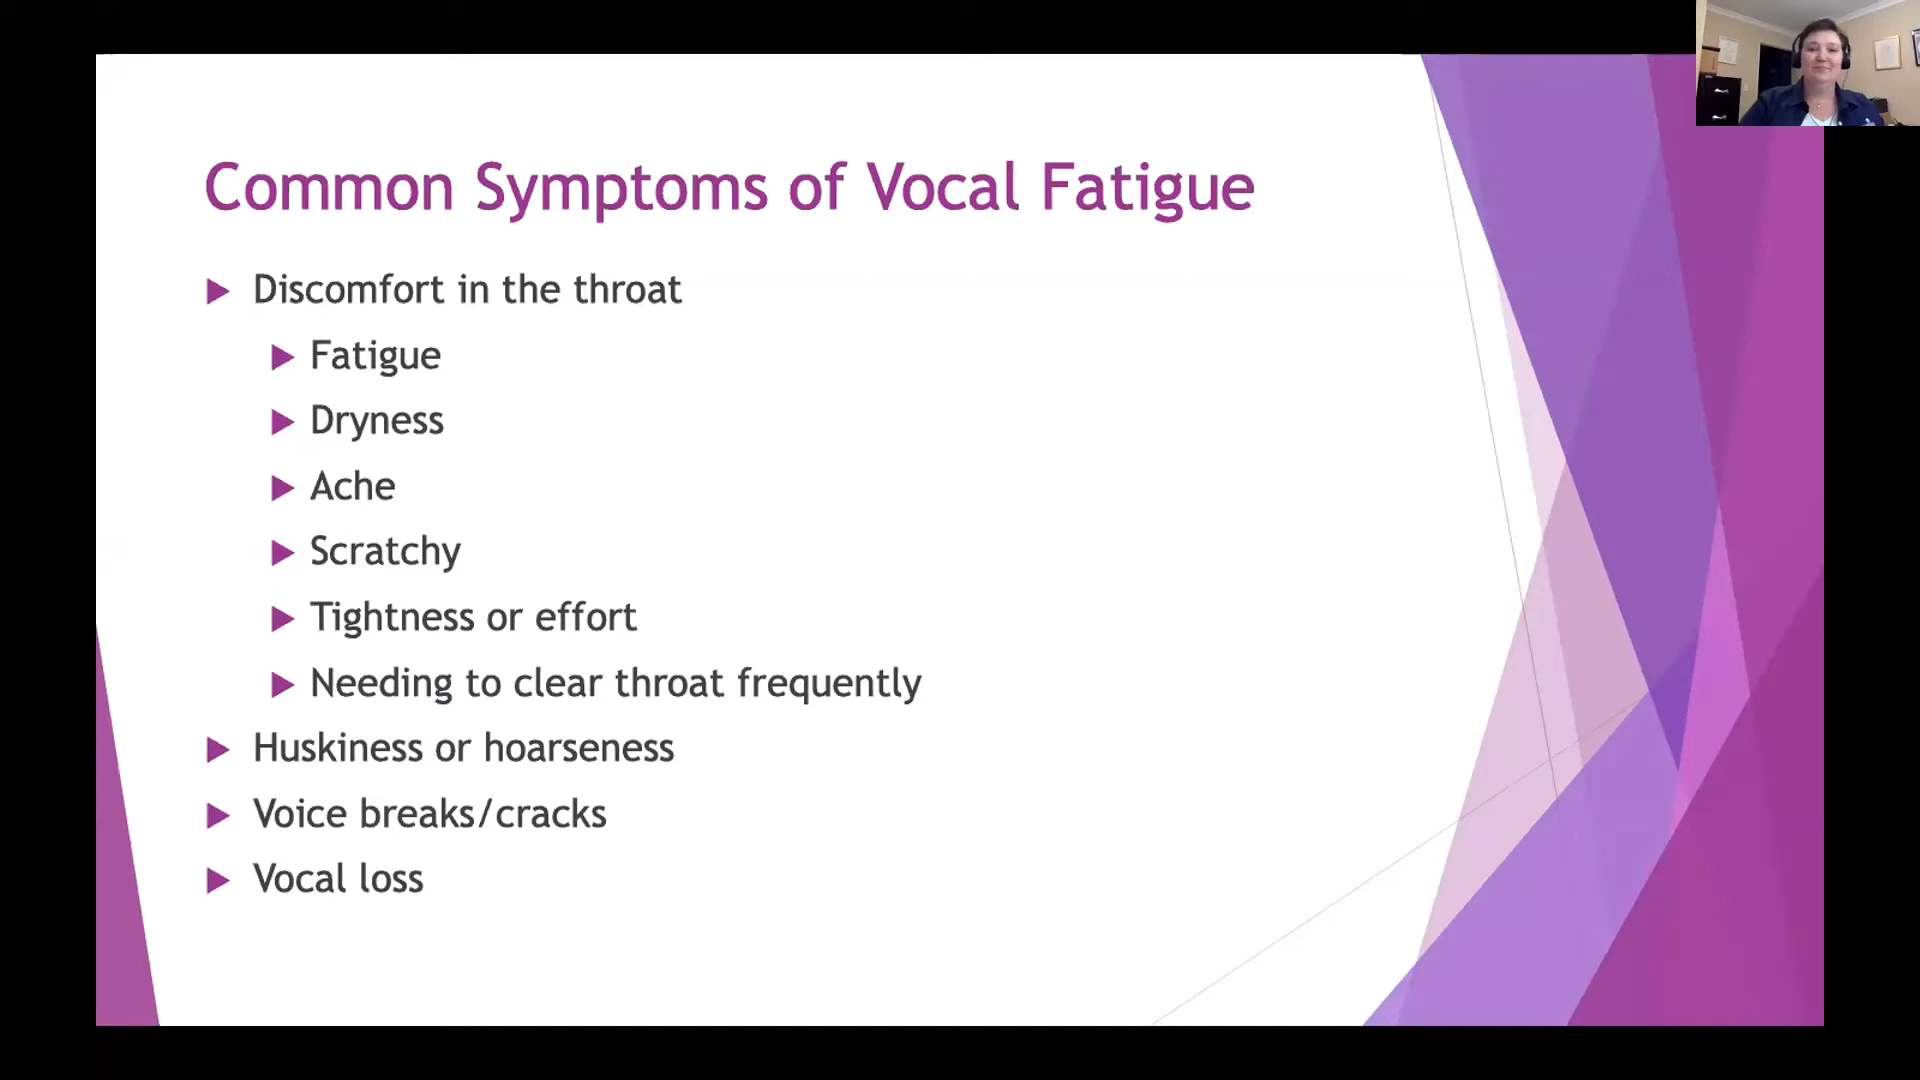 Common Symptoms of Vocal Fatigue
Discomfort in the throat
Fatigue
Dryness
Ache
Scratchy
Tightness or effort
Needing to clear throat frequently
Huskiness or hoarseness
Voice breaks/cracks
Vocal loss